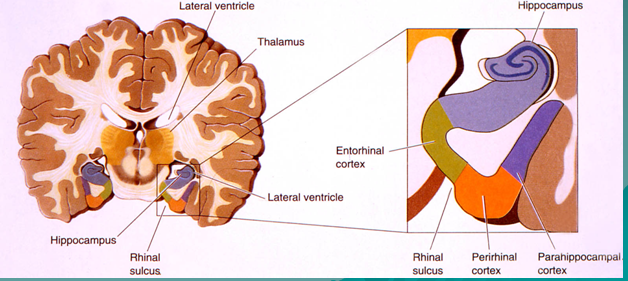 Lateral ventricle
Thalamus
Lateral ventricle
Hippocampus
Rhinal
sulcus
Hippocampus
Entorhinal
cortex
Rhinal
sulcus
Perirhinal
cortex
Parahippocampal
cortex